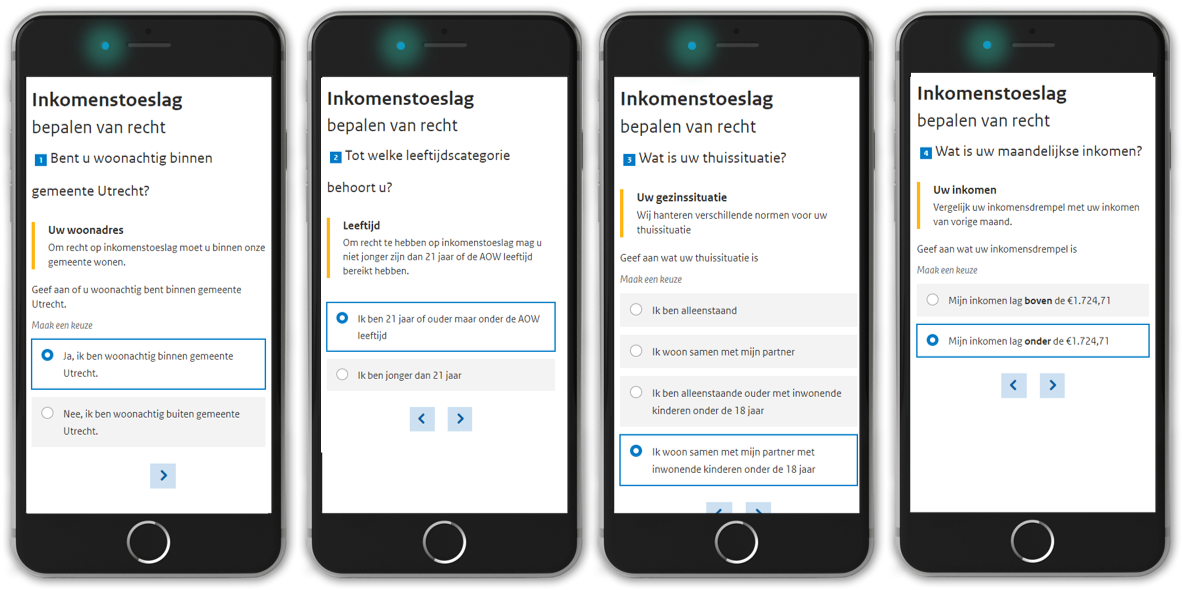 Inkomenstoeslag
bepalen van recht
1 Bent u woonachtig binnen
gemeente Utrecht?
Uw woonadres
Om recht op inkomenstoeslag moet u binnen onze
gemeente wonen.
Geef aan of u woonachtig bent binnen gemeente
Utrecht.
Maak een keuze
Ja, ik ben woonachtig binnen gemeente
Utrecht.
Nee, ik ben woonachtig buiten gemeente
Utrecht.
Inkomenstoeslag
bepalen van recht
2 Tot welke leeftijdscategorie
behoort u?
Leeftijd
Om recht te hebben op inkomenstoeslag mag u
niet jonger zijn dan 21 jaar of de AOW leeftijd
bereikt hebben.
Ik ben 21 jaar of ouder maar onder de AOW
leeftijd
Ik ben jonger dan 21 jaar
Inkomenstoeslag
bepalen van recht
3 Wat is uw thuissituatie?
Uw gezinssituatie
Wij hanteren verschillende normen voor uw
thuissituatie
Geef aan wat uw thuissituatie is
Maak een keuze
Ik ben alleenstaand
Ik woon samen met mijn partner
Ik ben alleenstaande ouder met inwonende
kinderen onder de 18 jaar
Ik woon samen met mijn partner met
inwonende kinderen onder de 18 jaar
Inkomenstoeslag
bepalen van recht
4 Wat is uw maandelijkse inkomen?
Uw inkomen
Vergelijk uw inkomensdrempel met uw inkomen
van vorige maand.
Geef aan wat uw inkomensdrempel is
Maak een keuze
Mijn inkomen lag boven de €1.724,71
Mijn inkomen lag onder de €1.724,71